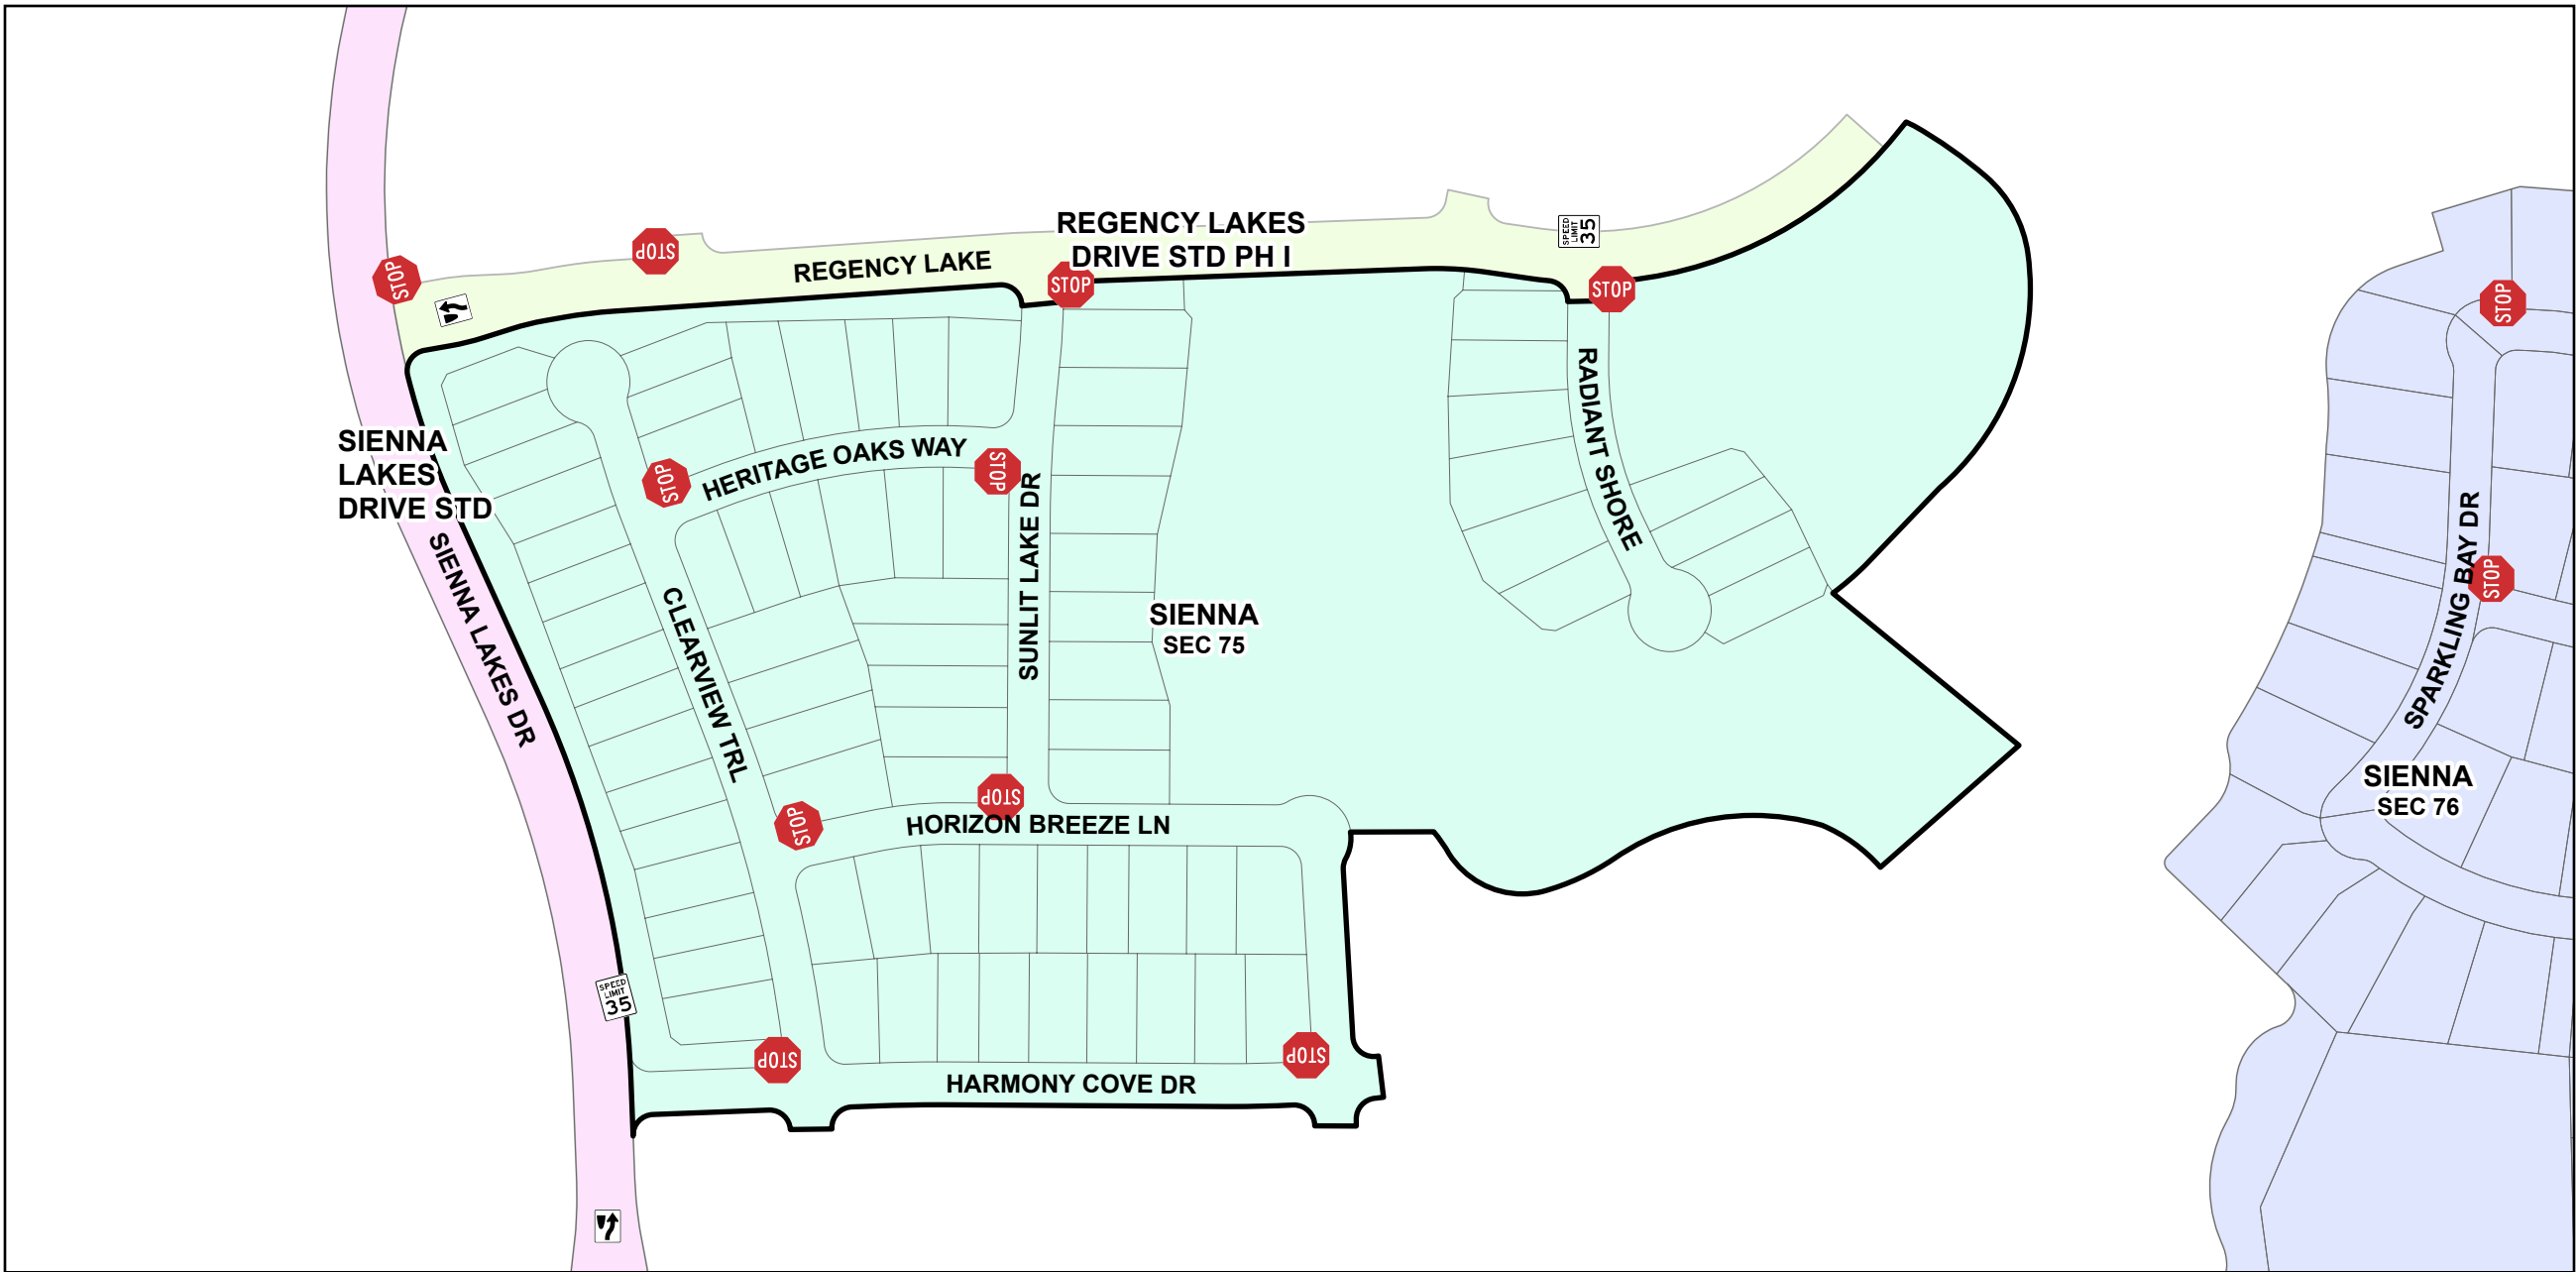 REGENCY LAKES
DRIVE STD PH I
SPEED
LIMIT
35
STOP
STOP
REGENCY LAKE
STOP
STOP
STOP
RADIANT SHORE
SIENNA
LAKES
DRIVE STD
STOP
HERITAGE OAKS WAY
STOP
SUNLIT LAKE DR
SIENNA LAKES DR
CLEARVIEW TRL
SIENNA
SEC 75
STOP
SPARKLING BAY DR
STOP
SIENNA
SEC 76
STOP
STOP
HORIZON BREEZE LN
SPEED
LIMIT
35
STOP
STOP
HARMONY COVE DR